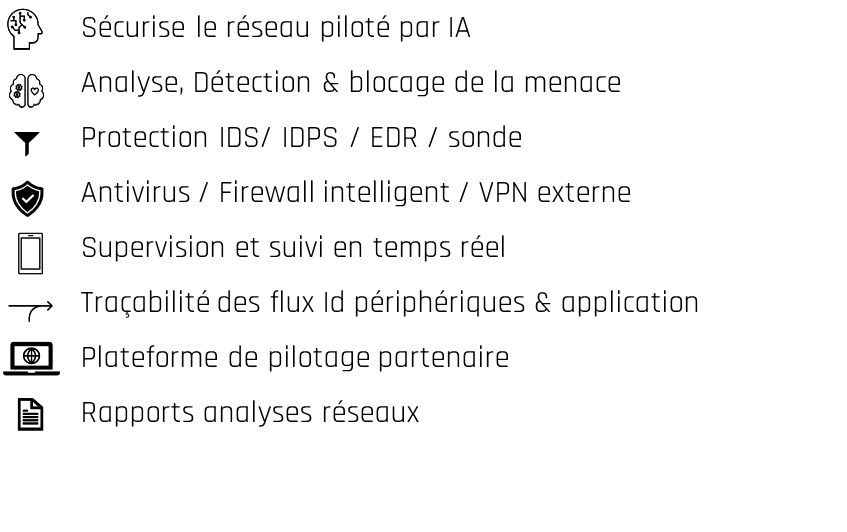 Sécurise le réseau piloté par IA
Analyse, Détection & blocage de la menace
Protection IDS/ IDPS / EDR / sonde
Antivirus / Firewall intelligent / VPN externe
Supervision et suivi en temps réel
Traçabilité des flux Id périphériques & application
Plateforme de pilotage partenaire
Rapports analyses réseaux